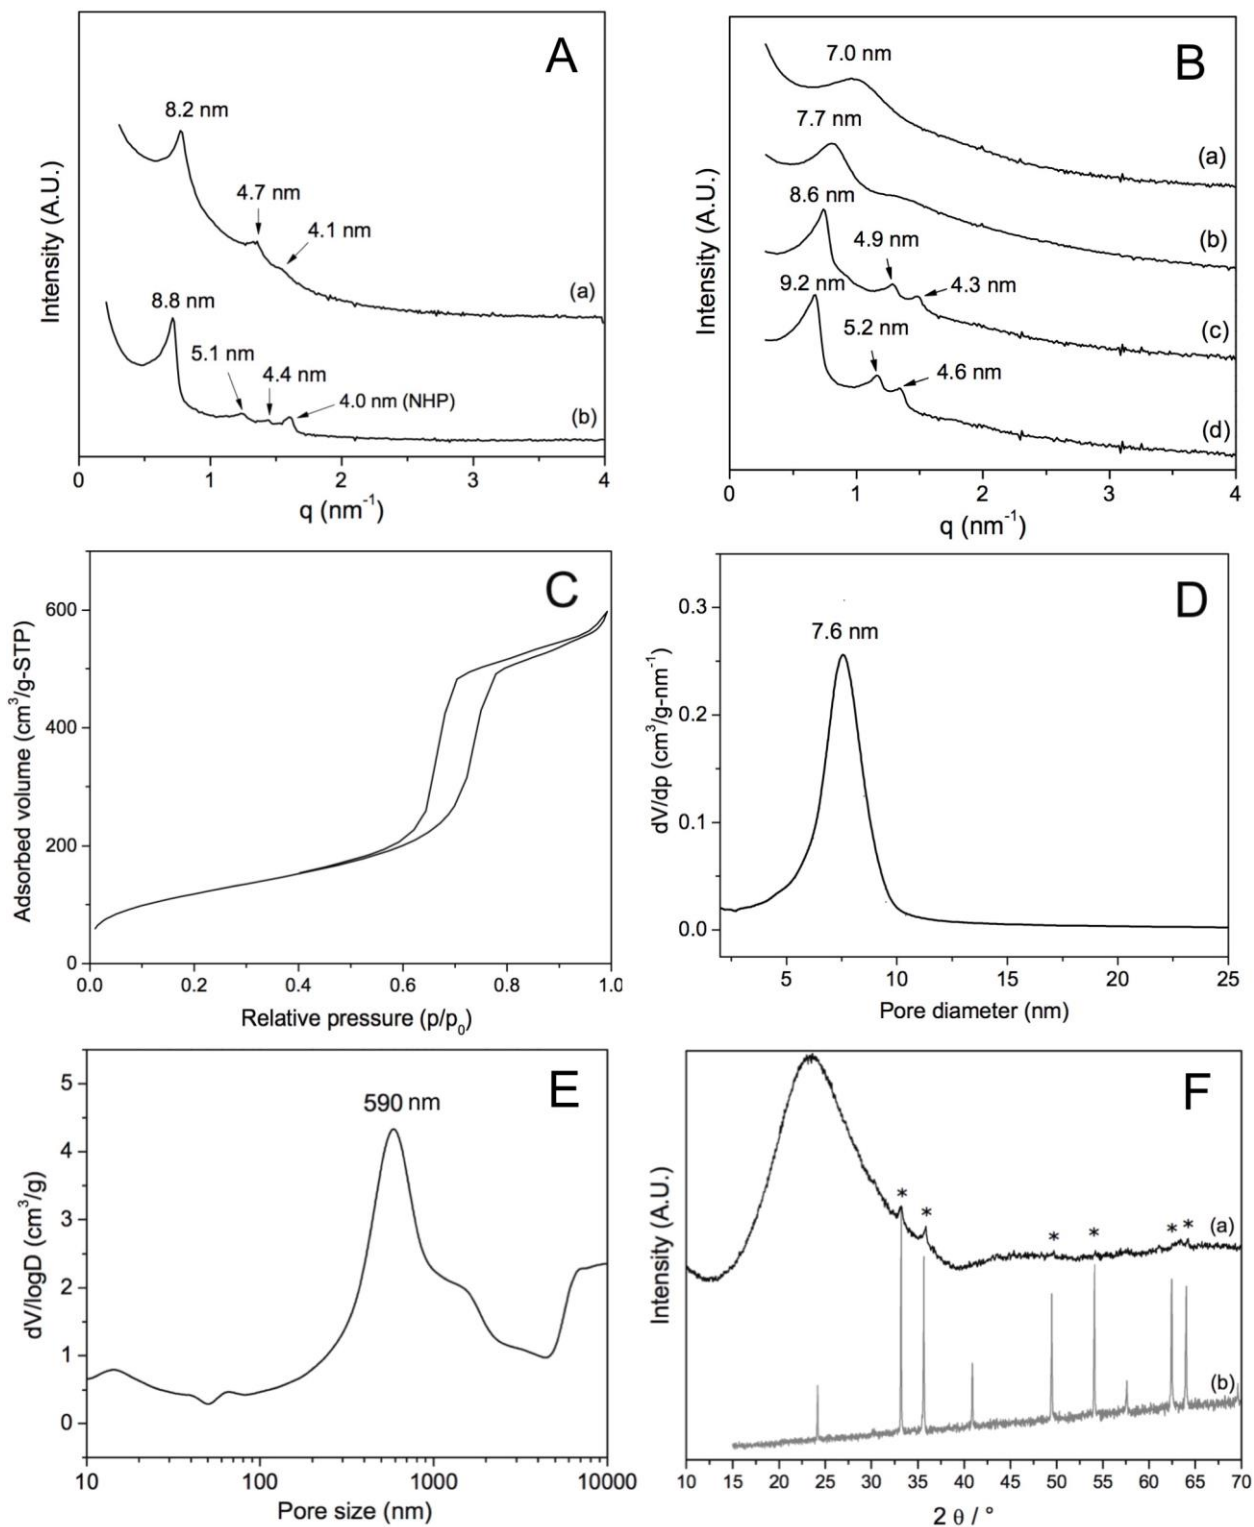 A
8.2 nm
4.7 nm
4.1 nm
(a)
8.8 nm
5.1 nm
4.4 nm
4.0 nm (NHP)
(b)
Intensity (A.U.)
0 1 2 3 4
q (nm⁻¹)
B
7.0 nm
(a)
7.7 nm
(b)
8.6 nm
4.9 nm
4.3 nm
(c)
9.2 nm
5.2 nm
4.6 nm
(d)
Intensity (A.U.)
0 1 2 3 4
q (nm⁻¹)
C
600
400
200
0
Adsorbed volume (cm³/g-STP)
0.0 0.2 0.4 0.6 0.8 1.0
Relative pressure (p/p₀)
D
7.6 nm
0.3
0.2
0.1
0.0
dV/dp (cm³/g-nm⁻¹)
5 10 15 20 25
Pore diameter (nm)
E
590 nm
5
4
3
2
1
0
dV/logD (cm³/g)
10 100 1000 10000
Pore size (nm)
F
* * * * * *
(a)
(b)
Intensity (A.U.)
10 15 20 25 30 35 40 45 50 55 60 65 70
2 θ / °